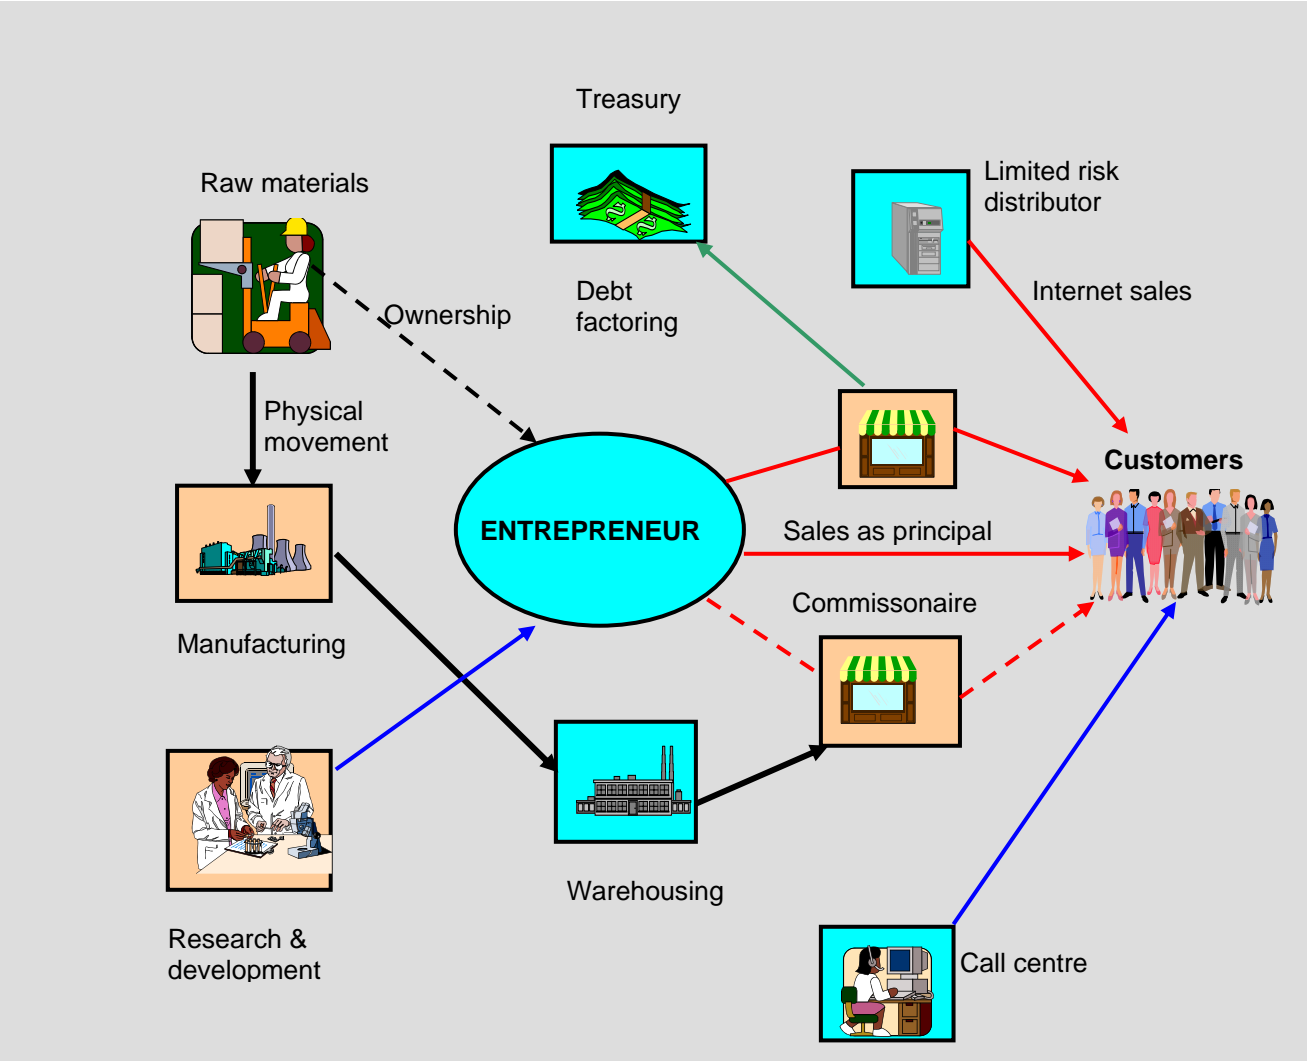 Treasury
Limited risk
distributor
Raw materials
Internet sales
Debt
factoring
Ownership
Physical
movement
Customers
ENTREPRENEUR
Sales as principal
Commissonaire
Manufacturing
Warehousing
Research &
development
Call centre